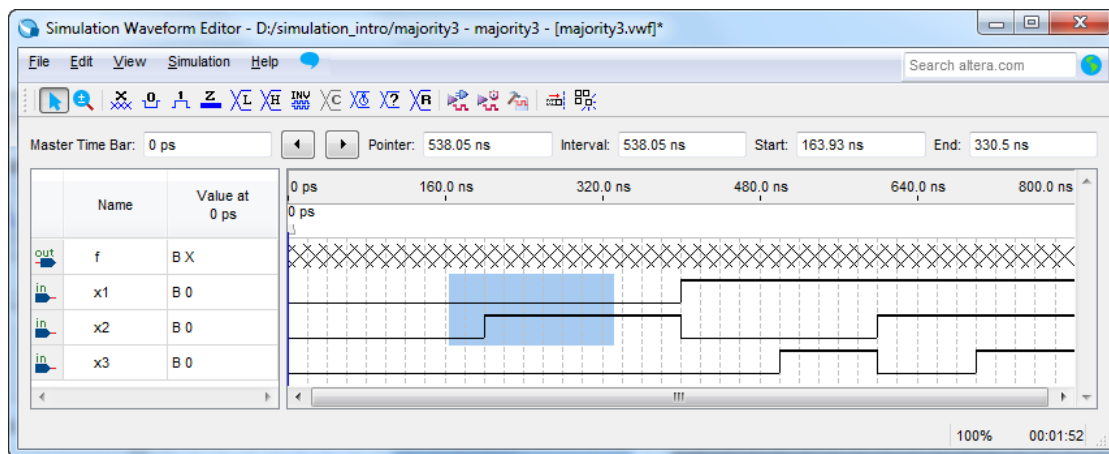 Simulation Waveform Editor - D:/simulation_intro/majority3 - majority3 - [majority3.vwf]*
File Edit View Simulation Help Search altera.com
Master Time Bar: 0 ps Pointer: 538.05 ns Interval: 538.05 ns Start: 163.93 ns End: 330.5 ns
Name Value at 0 ps
0 ps 160.0 ns 320.0 ns 480.0 ns 640.0 ns 800.0 ns
0 ps
out f B X
in x1 B 0
in x2 B 0
in x3 B 0
100% 00:01:52